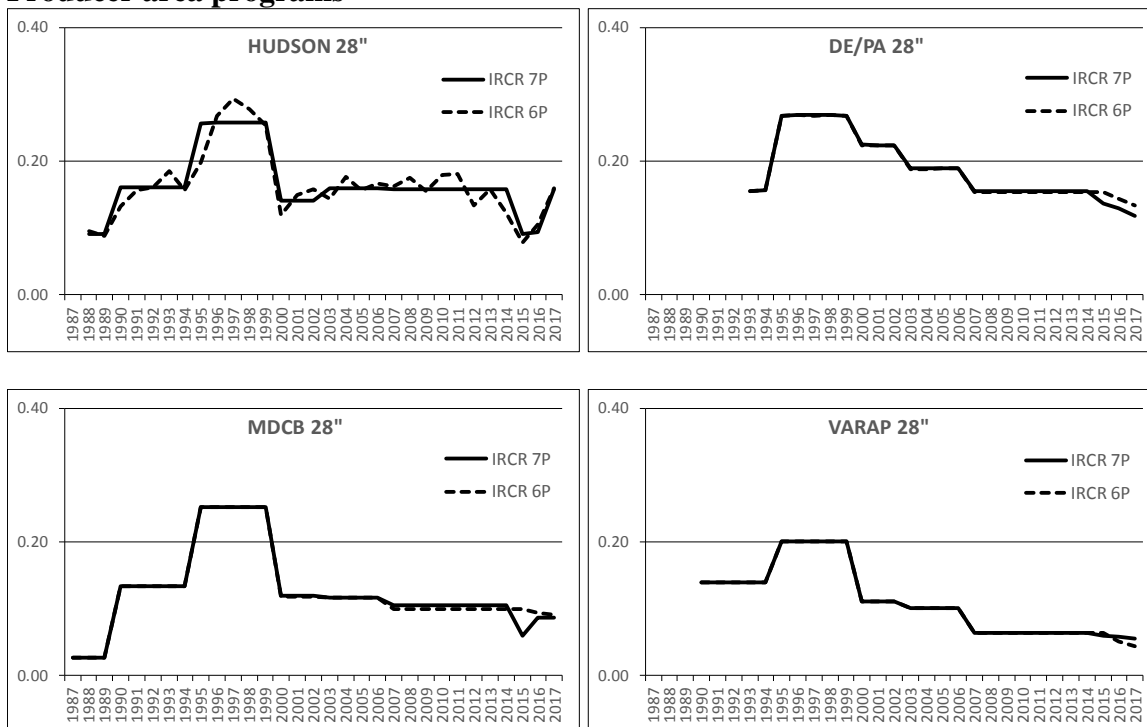 Producer area programs
HUDSON 28"
IRCR 7P
IRCR 6P
0.40
0.20
0.00
1987 1988 1989 1990 1991 1992 1993 1994 1995 1996 1997 1998 1999 2000 2001 2002 2003 2004 2005 2006 2007 2008 2009 2010 2011 2012 2013 2014 2015 2016 2017
DE/PA 28"
IRCR 7P
IRCR 6P
0.40
0.20
0.00
1987 1988 1989 1990 1991 1992 1993 1994 1995 1996 1997 1998 1999 2000 2001 2002 2003 2004 2005 2006 2007 2008 2009 2010 2011 2012 2013 2014 2015 2016 2017
MDCB 28"
IRCR 7P
IRCR 6P
0.40
0.20
0.00
1987 1988 1989 1990 1991 1992 1993 1994 1995 1996 1997 1998 1999 2000 2001 2002 2003 2004 2005 2006 2007 2008 2009 2010 2011 2012 2013 2014 2015 2016 2017
VARAP 28"
IRCR 7P
IRCR 6P
0.40
0.20
0.00
1987 1988 1989 1990 1991 1992 1993 1994 1995 1996 1997 1998 1999 2000 2001 2002 2003 2004 2005 2006 2007 2008 2009 2010 2011 2012 2013 2014 2015 2016 2017